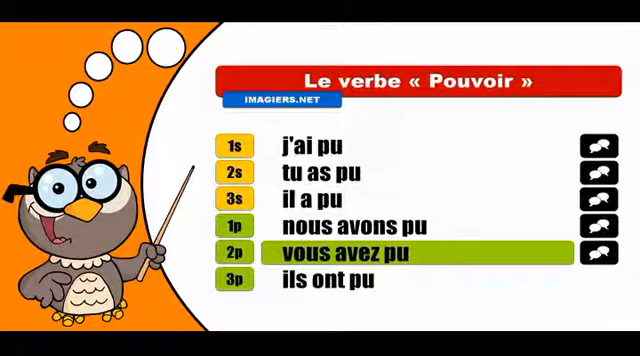 Le verbe « Pouvoir »
IMAGIERS.NET
1s j'ai pu
2s tu as pu
3s il a pu
1p nous avons pu
2p vous avez pu
3p ils ont pu